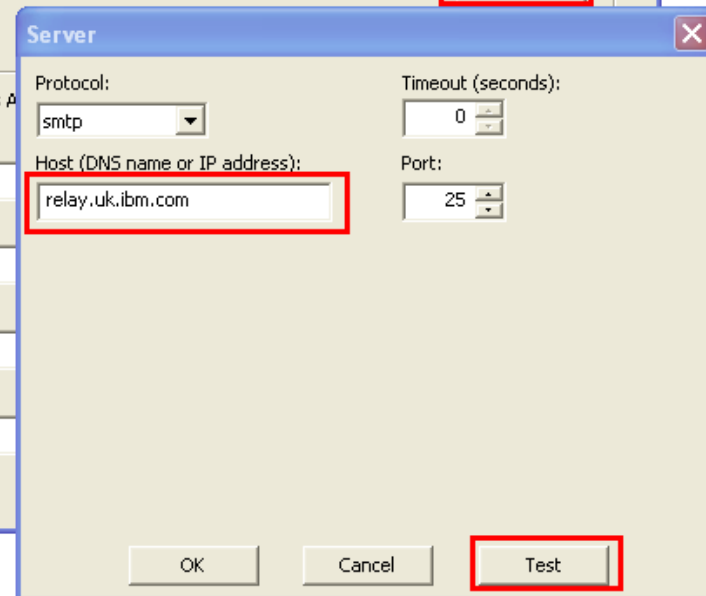 Server
Protocol:
Timeout (seconds):
smtp
0
Host (DNS name or IP address):
Port:
relay.uk.ibm.com
25
OK
Cancel
Test